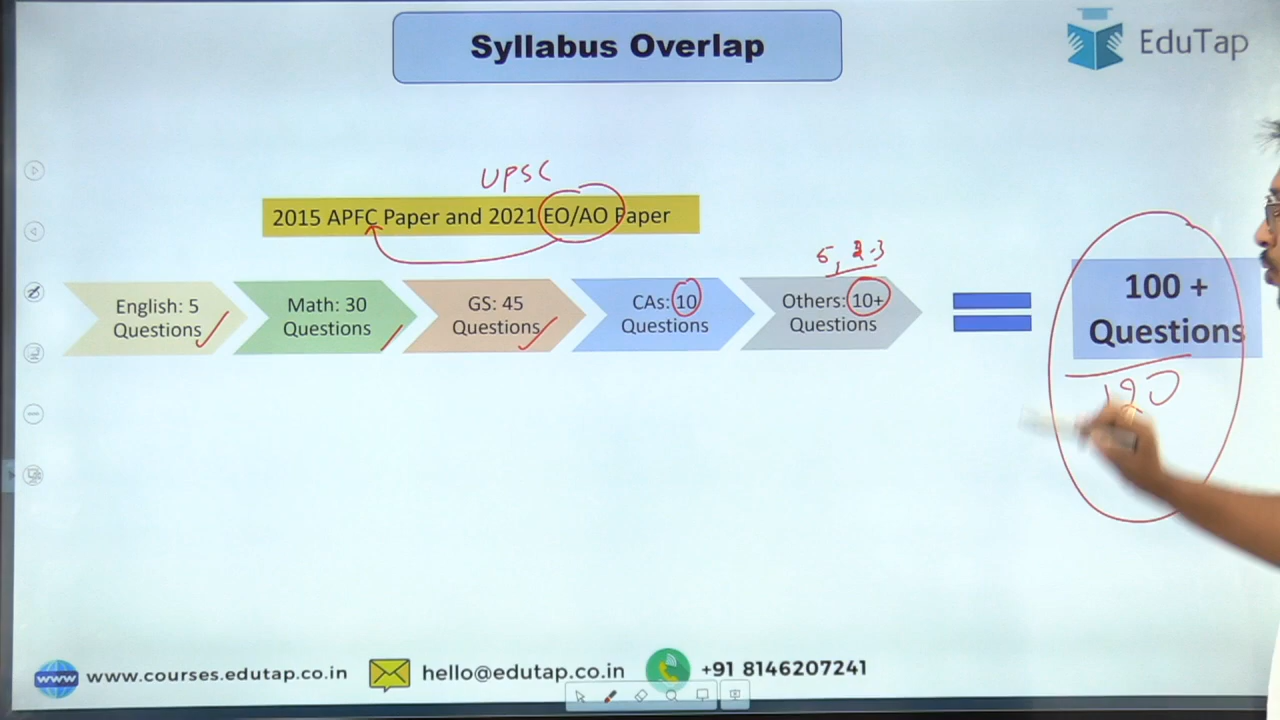 Syllabus Overlap
EduTap
UPSC
2015 APFC Paper and 2021 EO/AO Paper
5, 2-3
English: 5
Questions
Math: 30
Questions
GS: 45
Questions
CAs: 10
Questions
Others: 10+
Questions
100 +
Questions
120
www
www.courses.edutap.co.in
hello@edutap.co.in
+91 8146207241